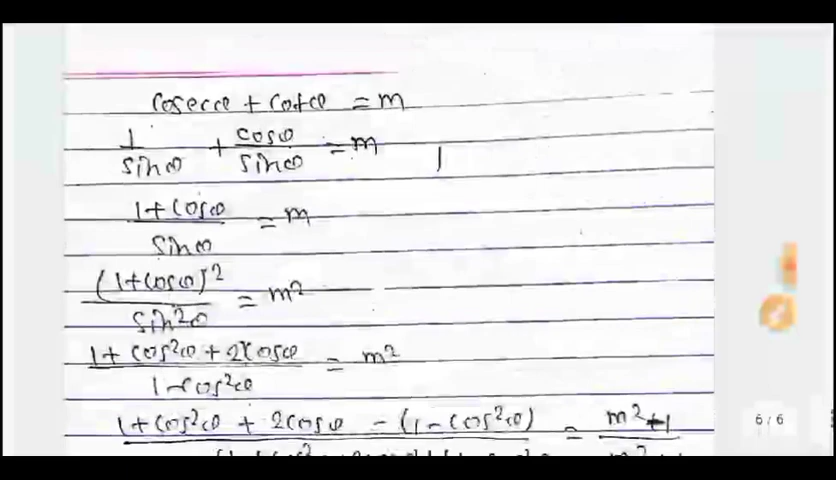 cosecθ + cotθ = m
1/sinθ + cosθ/sinθ = m
(1+cosθ)/sinθ = m
(1+cosθ)²/sin²θ = m²
(1+cos²θ+2cosθ)/(1-cos²θ) = m²
1+cos²θ + 2cosθ - (1-cos²θ) = m²+1
6/6